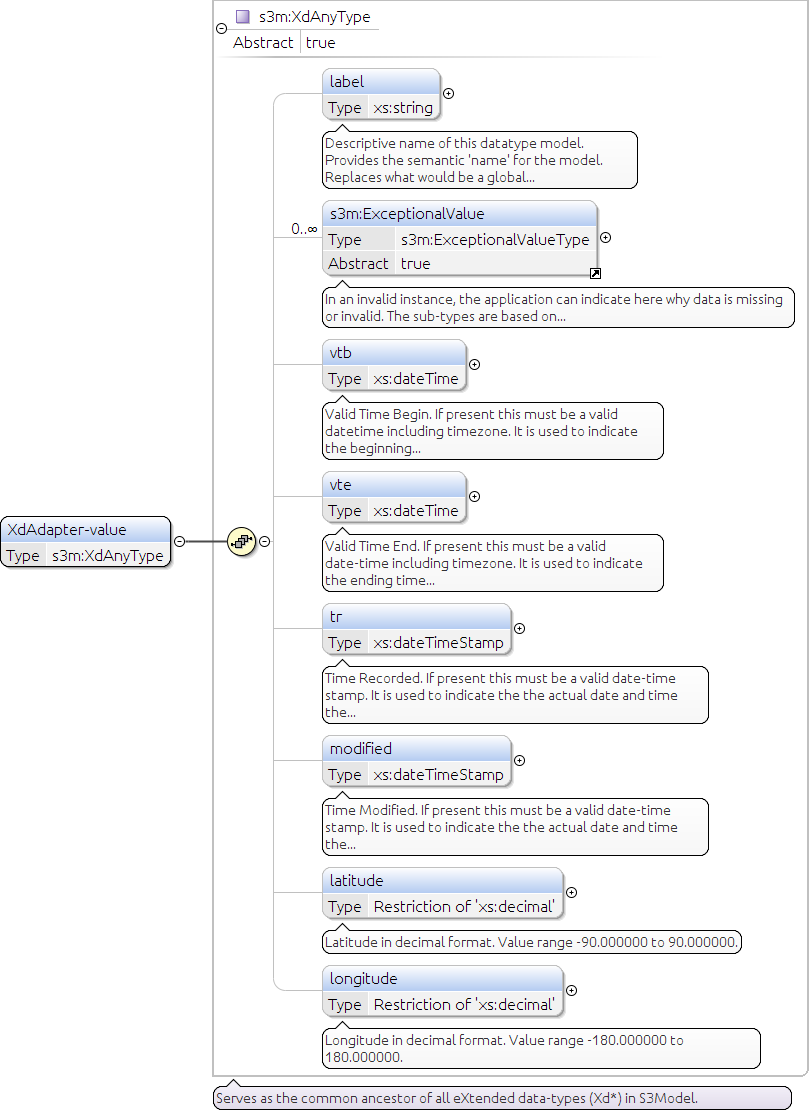 s3m:XdAnyType
Abstract true
label
Type xs:string
Descriptive name of this datatype model.
Provides the semantic 'name' for the model.
Replaces what would be a global...
0..∞
s3m:ExceptionalValue
Type s3m:ExceptionalValueType
Abstract true
In an invalid instance, the application can indicate here why data is missing
or invalid. The sub-types are based on...
vtb
Type xs:dateTime
Valid Time Begin. If present this must be a valid
datetime including timezone. It is used to indicate
the beginning...
vte
Type xs:dateTime
XdAdapter-value
Type s3m:XdAnyType
Valid Time End. If present this must be a valid
date-time including timezone. It is used to indicate
the ending time...
tr
Type xs:dateTimeStamp
Time Recorded. If present this must be a valid date-time
stamp. It is used to indicate the the actual date and time
the...
modified
Type xs:dateTimeStamp
Time Modified. If present this must be a valid date-time
stamp. It is used to indicate the the actual date and time
the...
latitude
Type Restriction of 'xs:decimal'
Latitude in decimal format. Value range -90.000000 to 90.000000.
longitude
Type Restriction of 'xs:decimal'
Longitude in decimal format. Value range -180.000000 to
180.000000.
Serves as the common ancestor of all eXtended data-types (Xd*) in S3Model.